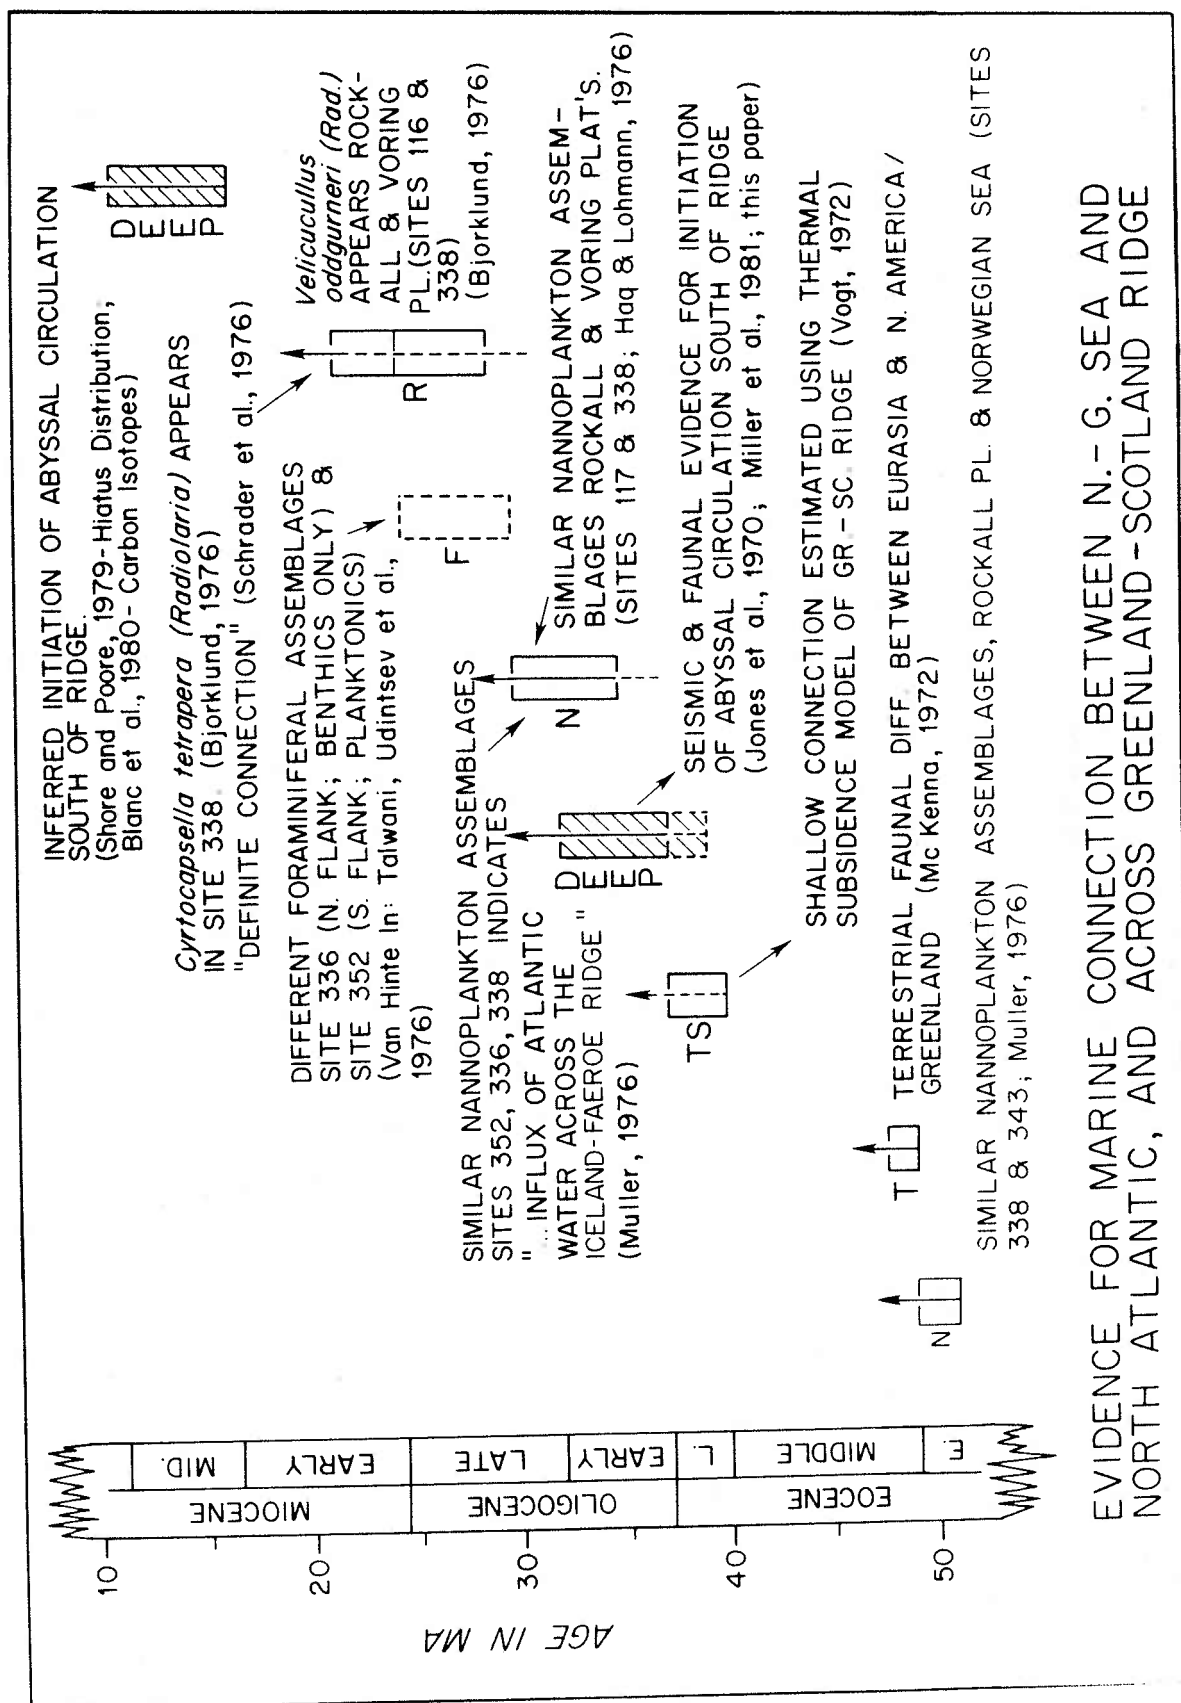 INFERRED INITIATION OF ABYSSAL CIRCULATION
SOUTH OF RIDGE.
(Shore and Poore, 1979-Hiatus Distribution,
Blanc et al., 1980- Carbon Isotopes)
DEEP
Cyrtocapsella tetrapera (Radiolaria) APPEARS
IN SITE 338. (Bjorklund, 1976)
"DEFINITE CONNECTION" (Schrader et al., 1976)
Velicucullus
oddgurneri (Rad.)
APPEARS ROCK-
ALL & VORING
PL.(SITES 116 &
338)
(Bjorklund, 1976)
R
DIFFERENT FORAMINIFERAL ASSEMBLAGES
SITE 336 (N. FLANK; BENTHICS ONLY) &
SITE 352 (S. FLANK; PLANKTONICS)
(Van Hinte In: Talwani, Udintsev et al.,
1976)
F
SIMILAR NANNOPLANKTON ASSEMBLAGES
SITES 352, 336, 338 INDICATES
"...INFLUX OF ATLANTIC
WATER ACROSS THE
ICELAND-FAEROE RIDGE"
(Muller, 1976)
N
SIMILAR NANNOPLANKTON ASSEM-
BLAGES ROCKALL & VORING PLAT'S.
(SITES 117 & 338; Haq & Lohmann, 1976)
DEEP
SEISMIC & FAUNAL EVIDENCE FOR INITIATION
OF ABYSSAL CIRCULATION SOUTH OF RIDGE
(Jones et al., 1970; Miller et al., 1981; this paper)
TS
SHALLOW CONNECTION ESTIMATED USING THERMAL
SUBSIDENCE MODEL OF GR.-SC. RIDGE (Vogt, 1972)
T
TERRESTRIAL FAUNAL DIFF. BETWEEN EURASIA & N. AMERICA/
GREENLAND (Mc Kenna, 1972)
N
SIMILAR NANNOPLANKTON ASSEMBLAGES, ROCKALL PL. & NORWEGIAN SEA (SITES
338 & 343; Muller, 1976)
MID.
EARLY
LATE
EARLY
L.
MIDDLE
E.
MIOCENE
OLIGOCENE
EOCENE
10
20
30
40
50
AGE IN MA
EVIDENCE FOR MARINE CONNECTION BETWEEN N.-G. SEA AND
NORTH ATLANTIC, AND ACROSS GREENLAND-SCOTLAND RIDGE